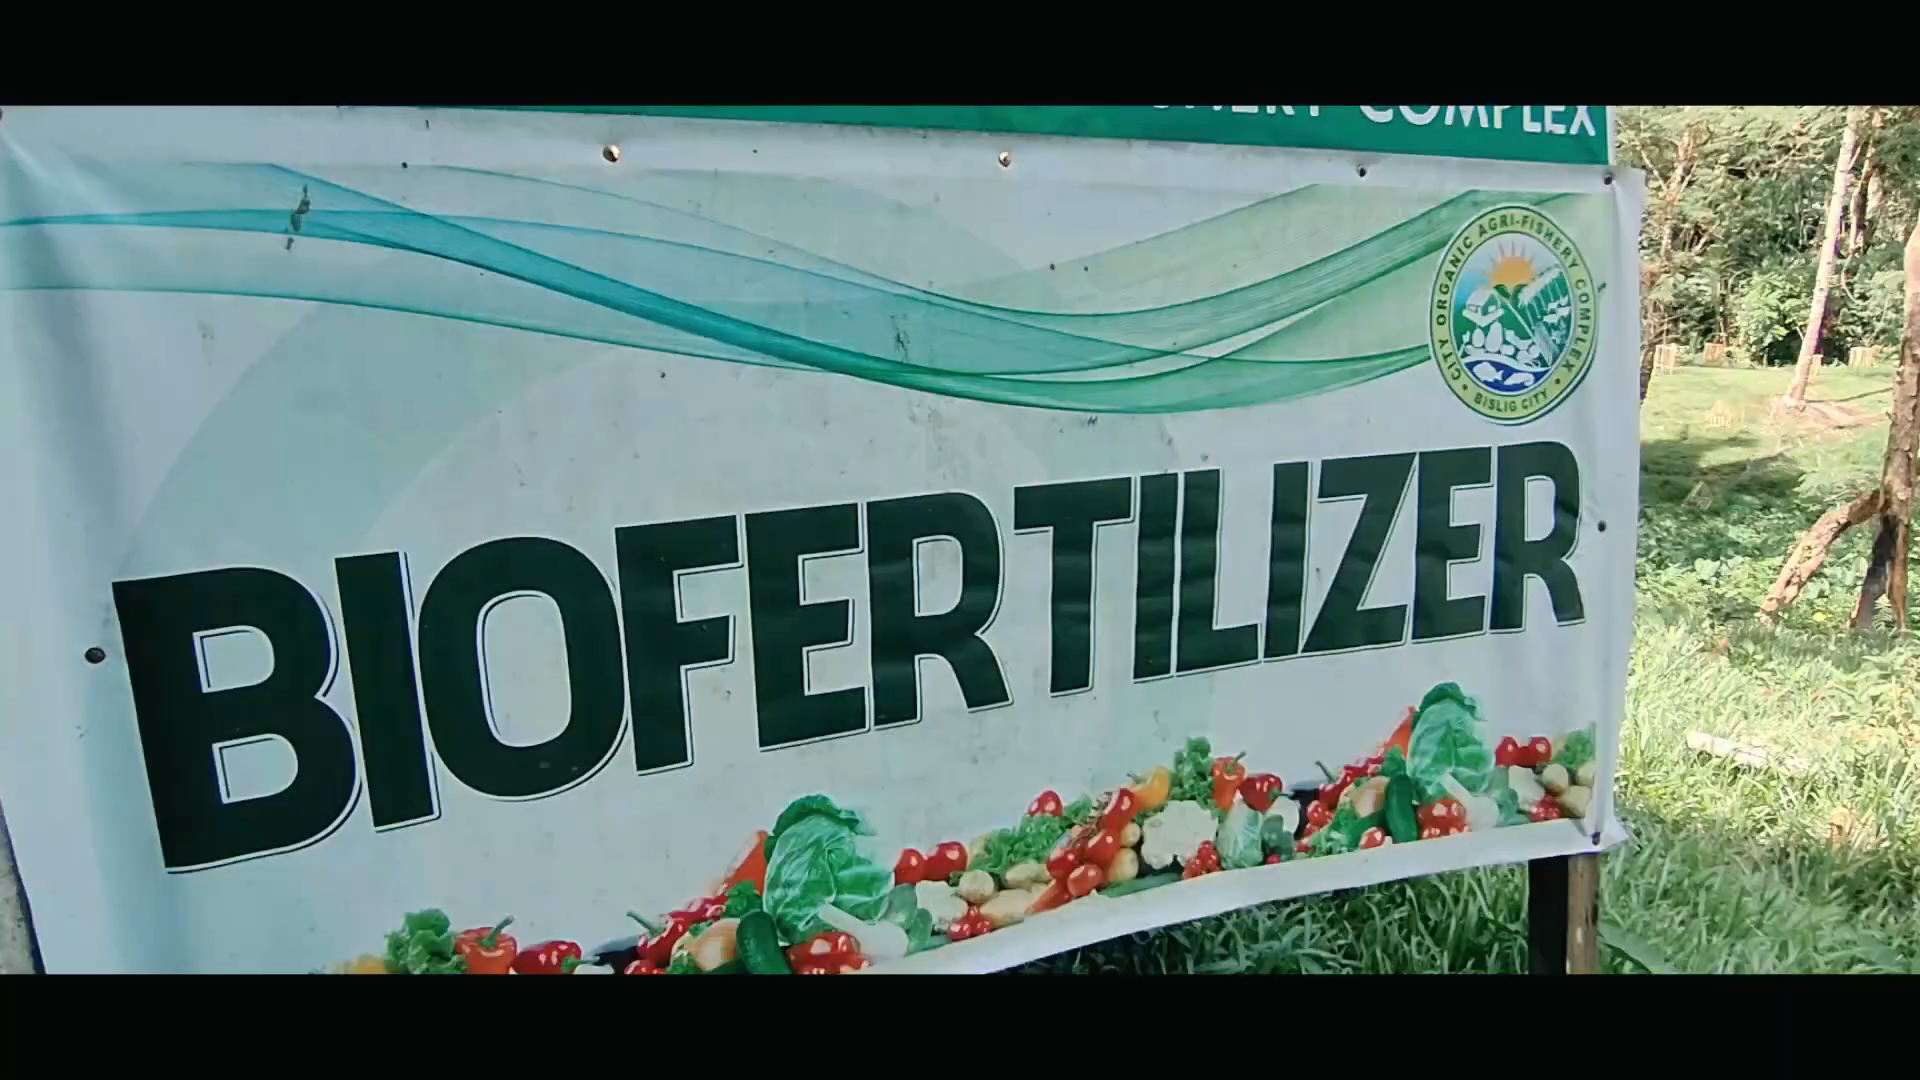 COMPLEX
CITY ORGANIC AGRI-FISHERY COMPLEX
• BISLIG CITY •
BIOFERTILIZER